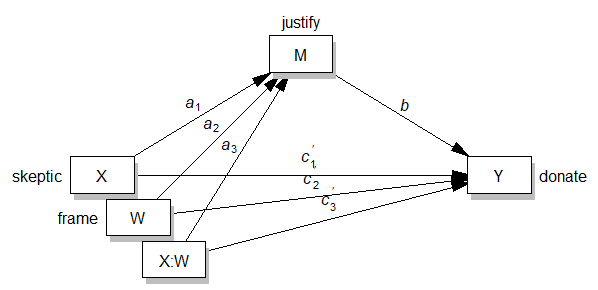 justify
M
a1
a2
a3
b
skeptic
X
c1'
Y
donate
c2'
frame
W
c3'
X:W